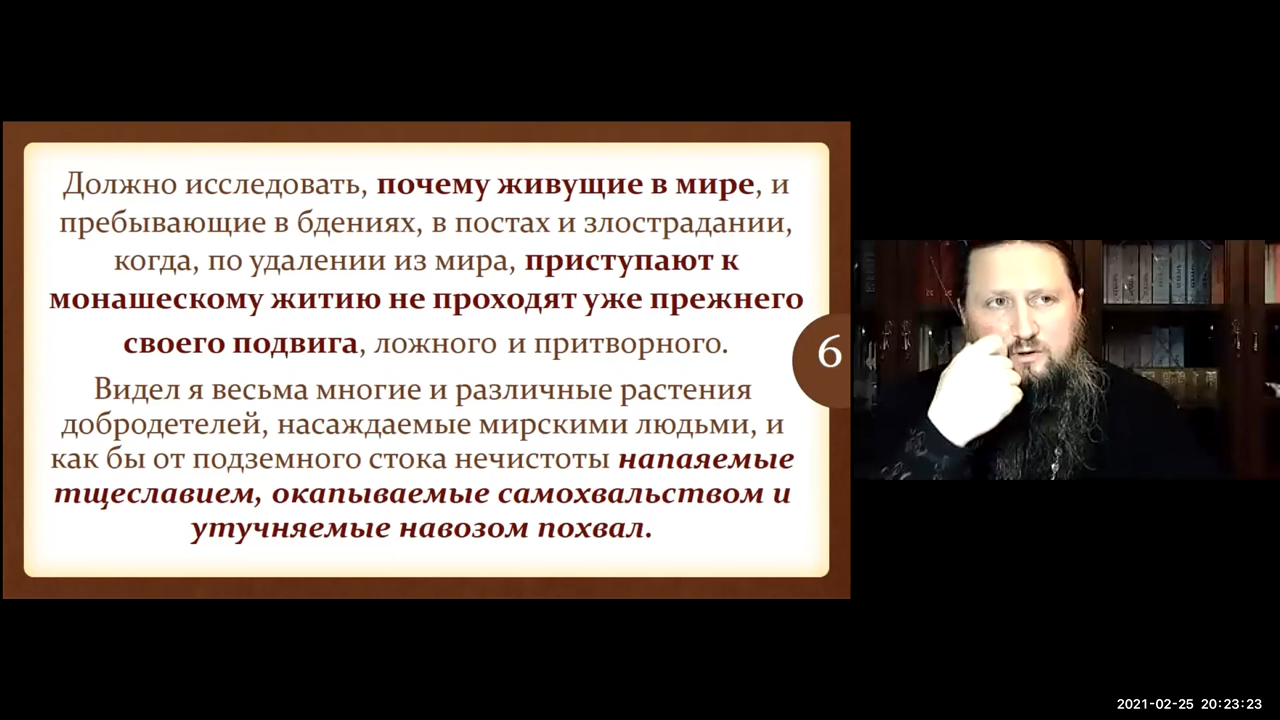 Должно исследовать, почему живущие в мире, и
пребывающие в бдениях, в постах и злострадании,
когда, по удалении из мира, приступают к
монашескому житию не проходят уже прежнего
своего подвига, ложного и притворного.
Видел я весьма многие и различные растения
добродетелей, насаждаемые мирскими людьми, и
как бы от подземного стока нечистоты напаяемые
тщеславием, окапываемые самохвальством и
утучняемые навозом похвал.
6
2021-02-25 20:23:23